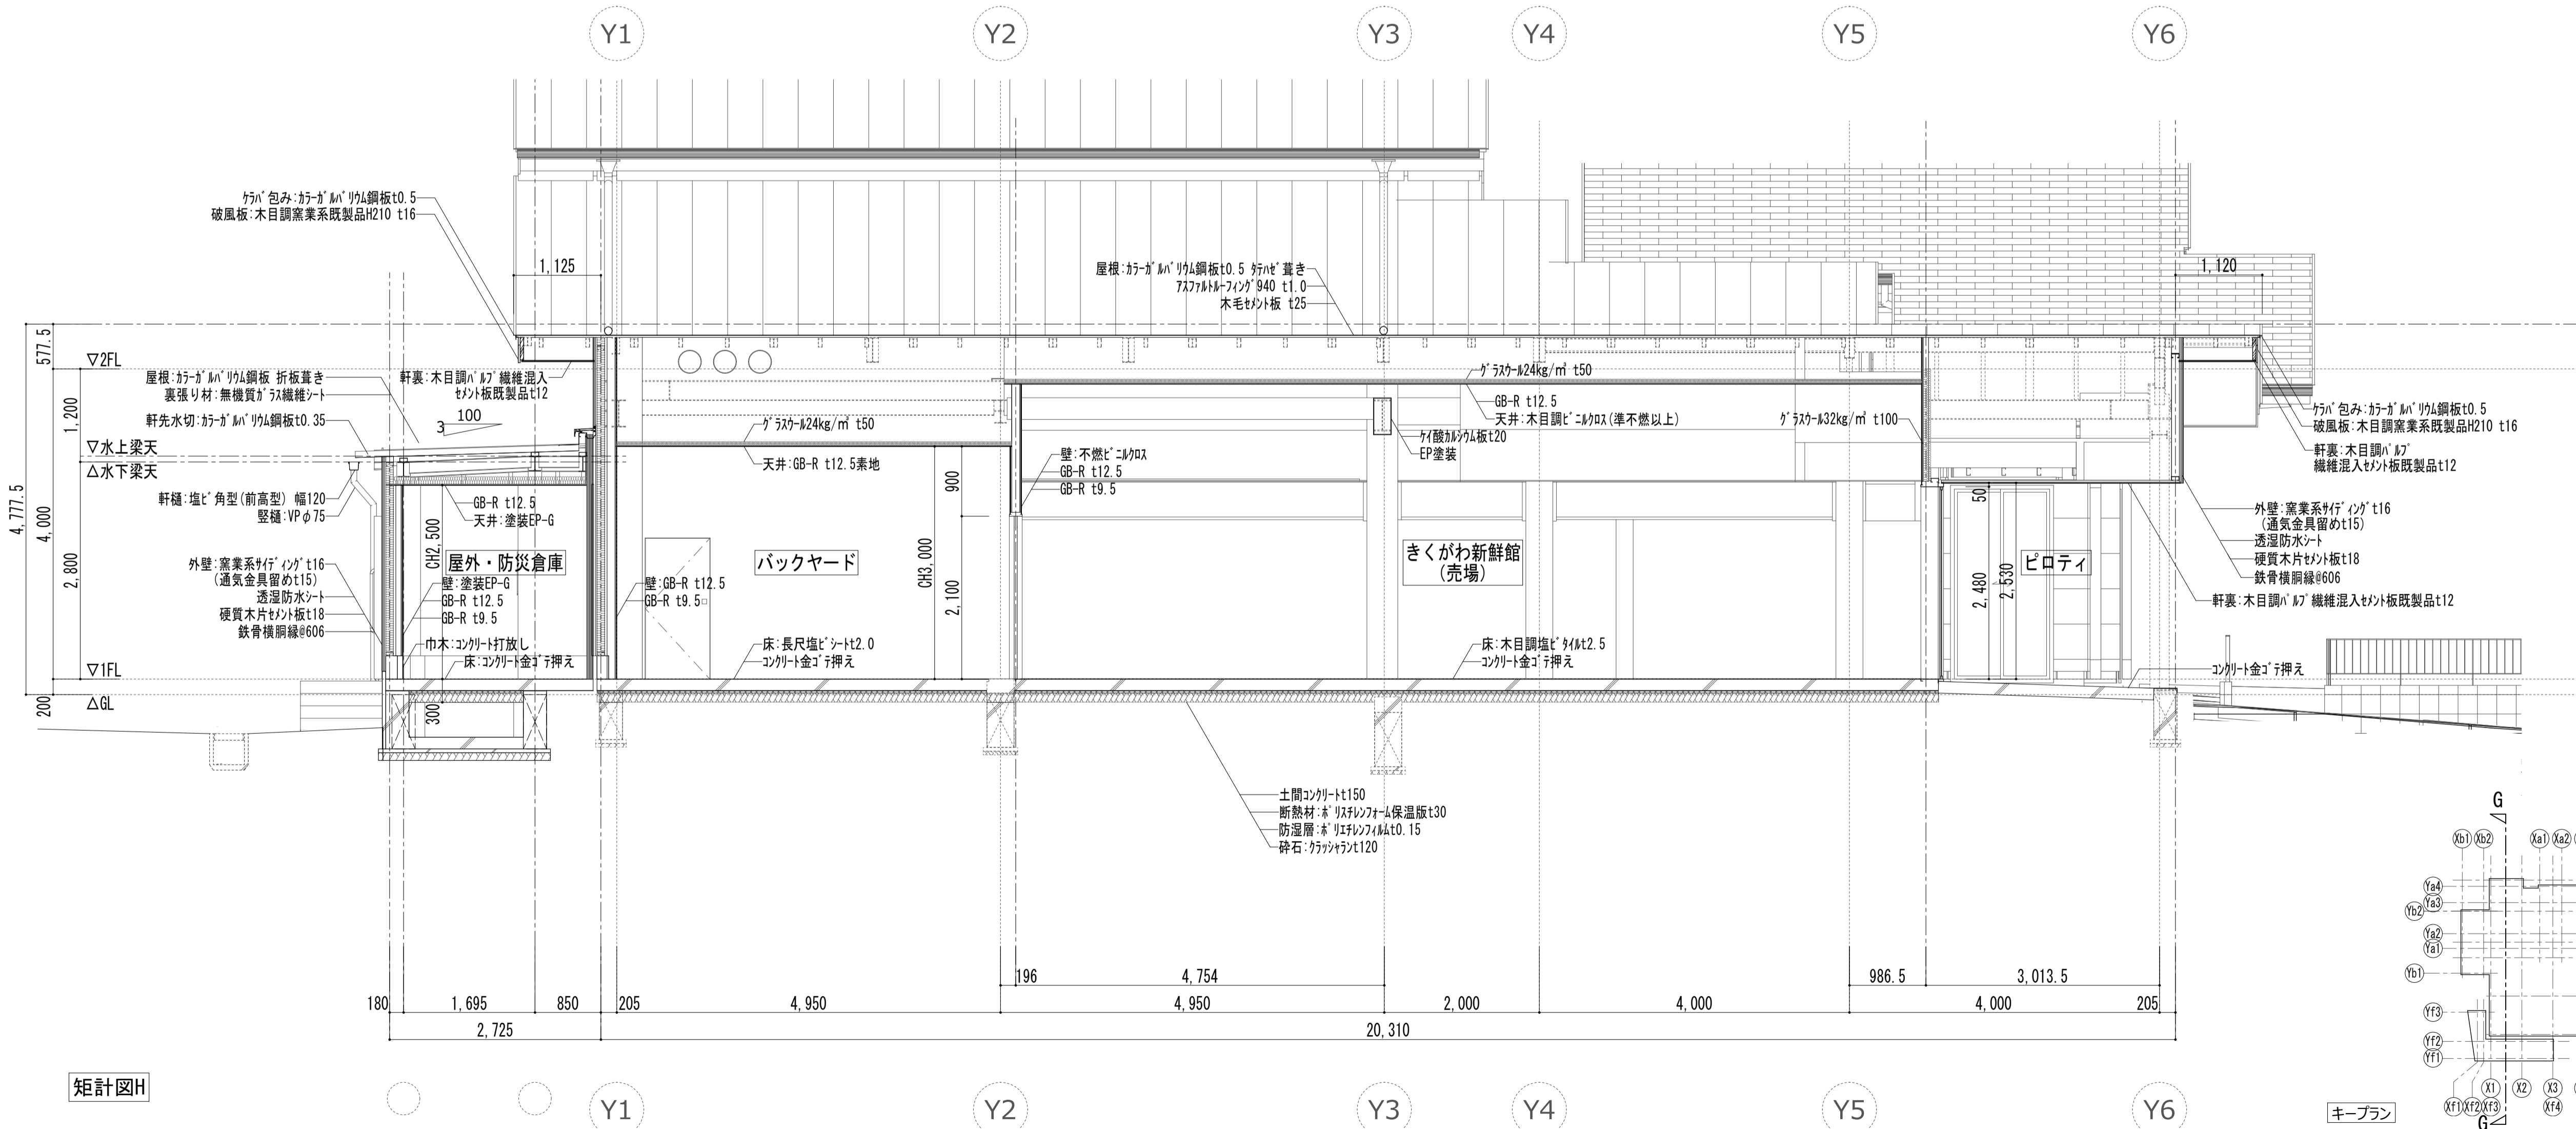 Y1
Y2
Y3
Y4
Y5
Y6
ｹﾗﾊﾞ包み:ｶﾗｰｶﾞﾙﾊﾞﾘｳﾑ鋼板t0.5
破風板:木目調窯業系既製品H210 t16
1,125
屋根:ｶﾗｰｶﾞﾙﾊﾞﾘｳﾑ鋼板t0.5 ﾀﾃﾊｾﾞ葺き
ｱｽﾌｧﾙﾄﾙｰﾌｨﾝｸﾞ940 t1.0
木毛ｾﾒﾝﾄ板 t25
1,120
577.5
▽2FL
屋根:ｶﾗｰｶﾞﾙﾊﾞﾘｳﾑ鋼板 折板葺き
裏張り材:無機質ｶﾞﾗｽ繊維ｼｰﾄ
軒先水切:ｶﾗｰｶﾞﾙﾊﾞﾘｳﾑ鋼板t0.35
軒裏:木目調ﾊﾟﾙﾌﾟ繊維混入
ｾﾒﾝﾄ板既製品t12
100
3
1,200
▽水上梁天
△水下梁天
ｸﾞﾗｽｳｰﾙ24kg/㎡ t50
天井:GB-R t12.5素地
ｸﾞﾗｽｳｰﾙ24kg/㎡ t50
GB-R t12.5
天井:木目調ﾋﾞﾆﾙｸﾛｽ(準不燃以上)
ｸﾞﾗｽｳｰﾙ32kg/㎡ t100
ｹｲ酸ｶﾙｼｳﾑ板t20
EP塗装
壁:不燃ﾋﾞﾆﾙｸﾛｽ
GB-R t12.5
GB-R t9.5
ｹﾗﾊﾞ包み:ｶﾗｰｶﾞﾙﾊﾞﾘｳﾑ鋼板t0.5
破風板:木目調窯業系既製品H210 t16
軒裏:木目調ﾊﾟﾙﾌﾟ
繊維混入ｾﾒﾝﾄ板既製品t12
4,777.5
4,000
2,800
軒樋:塩ﾋﾞ角型(前高型) 幅120
竪樋:VPφ75
GB-R t12.5
天井:塗装EP-G
CH2,500
屋外・防災倉庫
外壁:窯業系ｻｲﾃﾞｨﾝｸﾞt16
(通気金具留めt15)
透湿防水ｼｰﾄ
硬質木片ｾﾒﾝﾄ板t18
鉄骨横胴縁@606
壁:塗装EP-G
GB-R t12.5
GB-R t9.5
巾木:ｺﾝｸﾘｰﾄ打放し
床:ｺﾝｸﾘｰﾄ金ｺﾞﾃ押え
壁:GB-R t12.5
GB-R t9.5□
バックヤード
CH3,000
900
2,100
床:長尺塩ﾋﾞｼｰﾄt2.0
ｺﾝｸﾘｰﾄ金ｺﾞﾃ押え
きくがわ新鮮館
(売場)
床:木目調塩ﾋﾞﾀｲﾙt2.5
ｺﾝｸﾘｰﾄ金ｺﾞﾃ押え
50
2,480
2,530
ピロティ
外壁:窯業系ｻｲﾃﾞｨﾝｸﾞt16
(通気金具留めt15)
透湿防水ｼｰﾄ
硬質木片ｾﾒﾝﾄ板t18
鉄骨横胴縁@606
軒裏:木目調ﾊﾟﾙﾌﾟ繊維混入ｾﾒﾝﾄ板既製品t12
ｺﾝｸﾘｰﾄ金ｺﾞﾃ押え
▽1FL
△GL
200
300
土間ｺﾝｸﾘｰﾄt150
断熱材:ﾎﾟﾘｽﾁﾚﾝﾌｫｰﾑ保温版t30
防湿層:ﾎﾟﾘｴﾁﾚﾝﾌｨﾙﾑt0.15
砕石:ｸﾗｯｼｬﾗﾝt120
196
4,754
986.5
3,013.5
180
1,695
850
205
4,950
4,950
2,000
4,000
4,000
205
2,725
20,310
矩計図H
Y1
Y2
Y3
Y4
Y5
Y6
G
Xb1
Xb2
Xa1
Xa2
Ya4
Ya3
Yb2
Ya2
Ya1
Yb1
Yf3
Yf2
Yf1
X1
X2
X3
Xf1
Xf2
Xf3
Xf4
G
キープラン